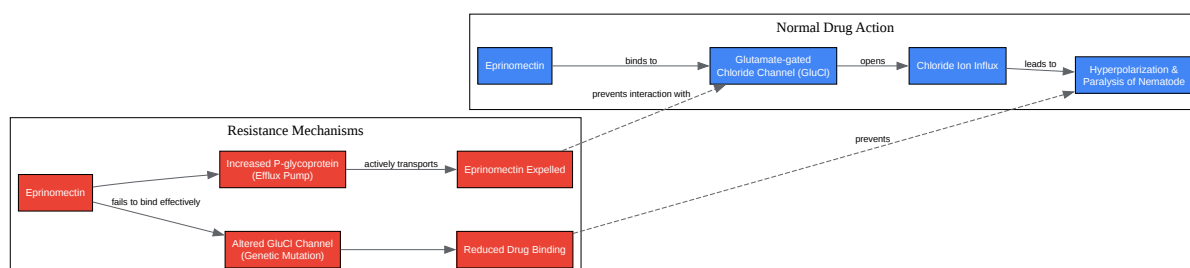 Normal Drug Action
Eprinomectin
binds to
Glutamate-gated
Chloride Channel (GluCl)
opens
Chloride Ion Influx
leads to
Hyperpolarization &
Paralysis of Nematode
prevents interaction with
prevents
Resistance Mechanisms
Eprinomectin
Increased P-glycoprotein
(Efflux Pump)
actively transports
Eprinomectin Expelled
fails to bind effectively
Altered GluCl Channel
(Genetic Mutation)
Reduced Drug Binding